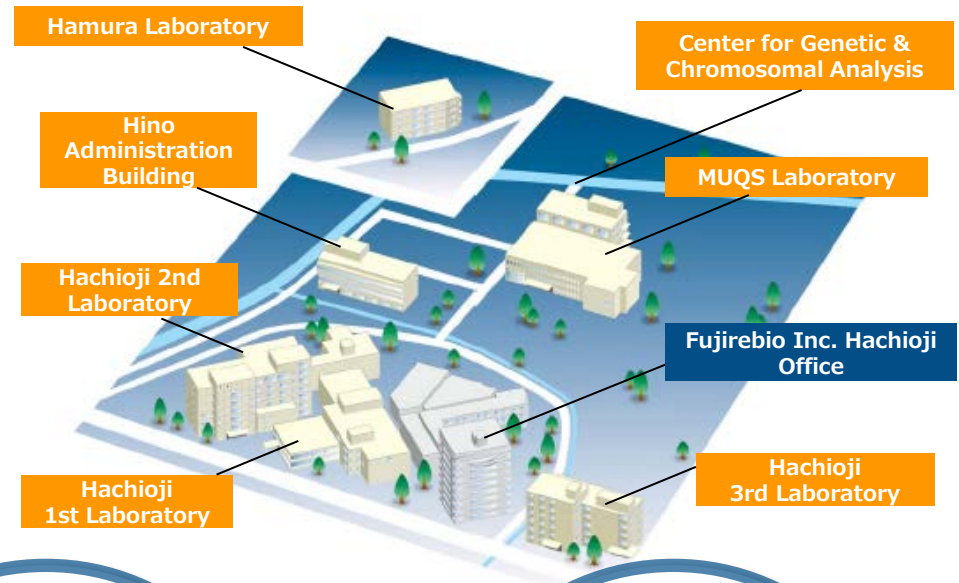 Hamura Laboratory
Center for Genetic &
Chromosomal Analysis
Hino
Administration
Building
MUQS Laboratory
Hachioji 2nd
Laboratory
Fujirebio Inc. Hachioji
Office
Hachioji
1st Laboratory
Hachioji
3rd Laboratory